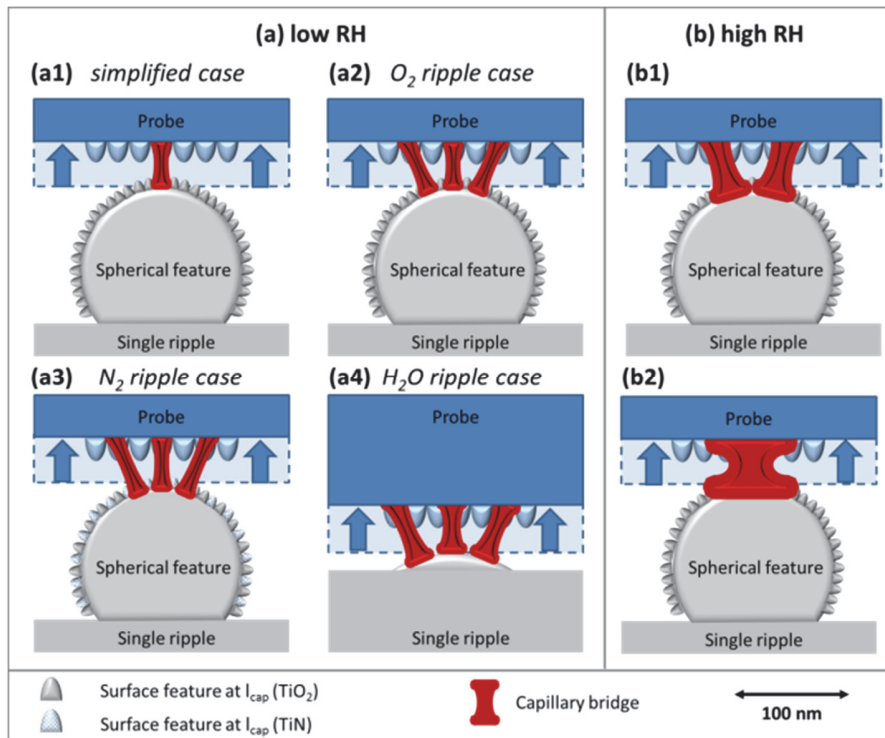 (a) low RH
(b) high RH
(a1) simplified case
(a2) O2 ripple case
(b1)
Probe
Probe
Probe
Spherical feature
Spherical feature
Spherical feature
Single ripple
Single ripple
Single ripple
(a3) N2 ripple case
(a4) H2O ripple case
(b2)
Probe
Probe
Probe
Spherical feature
Spherical feature
Single ripple
Single ripple
Single ripple
Surface feature at lcap (TiO2)
Surface feature at lcap (TiN)
Capillary bridge
100 nm